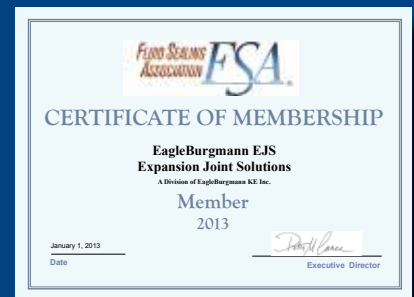 FLUID SEALING
ASSOCIATION
FSA
CERTIFICATE OF MEMBERSHIP
EagleBurgmann EJS
Expansion Joint Solutions
A Division of EagleBurgmann KE Inc.
Member
2013
January 1, 2013
Date
Executive Director